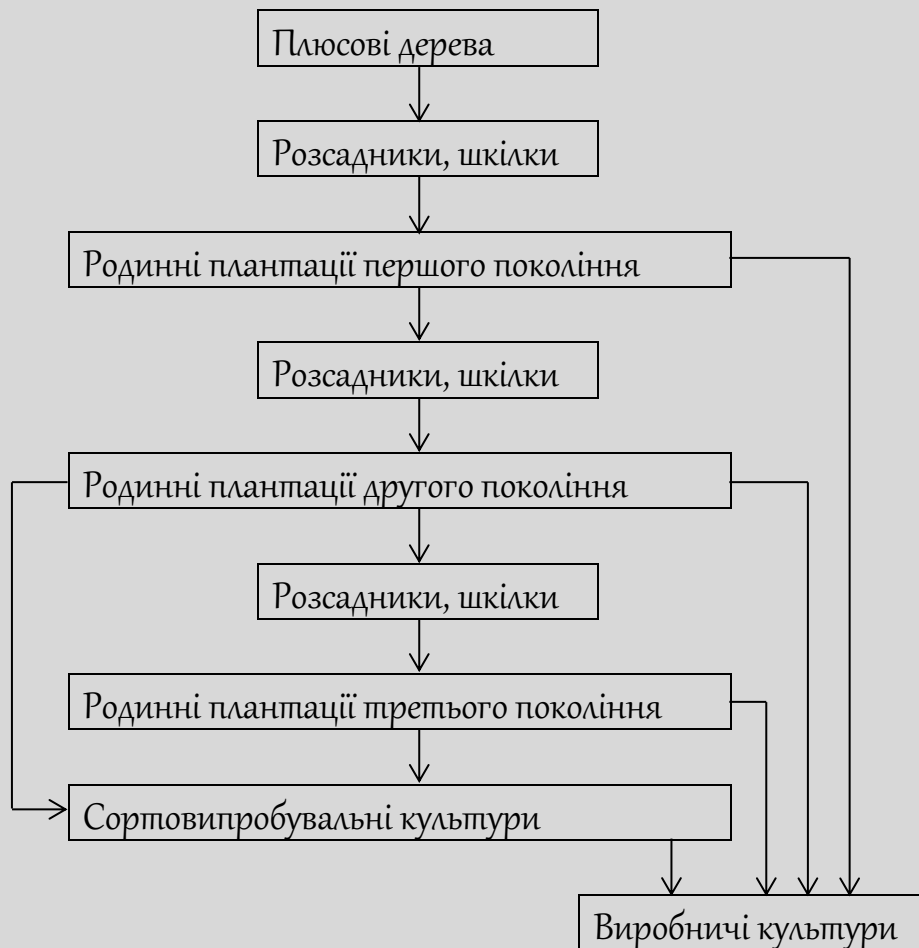 Плюсові дерева
Розсадники, шкілки
Родинні плантації першого покоління
Розсадники, шкілки
Родинні плантації другого покоління
Розсадники, шкілки
Родинні плантації третього покоління
Сортовипробувальні культури
Виробничі культури